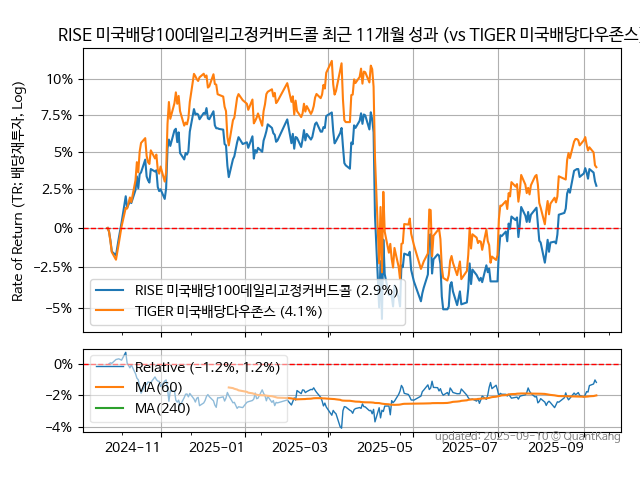 RISE 미국배당100데일리고정커버드콜 최근 11개월 성과 (vs TIGER 미국배당다우존스)
Rate of Return (TR: 배당재투자, Log)
10%
7.5%
5%
2.5%
0%
−2.5%
−5%
RISE 미국배당100데일리고정커버드콜 (2.9%)
TIGER 미국배당다우존스 (4.1%)
0%
−2%
−4%
Relative (−1.2%, 1.2%)
MA(60)
MA(240)
updated: 2025-09-10 © QuantKang
2024−11
2025−01
2025−03
2025−05
2025−07
2025−09